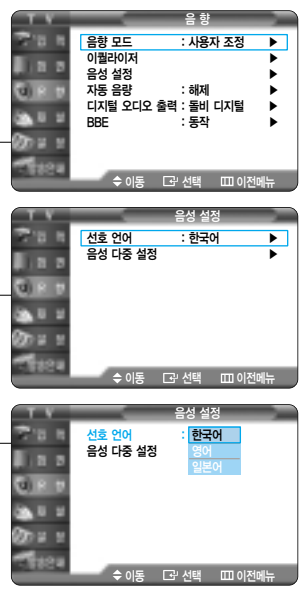 T V 음 향
음향 모드 : 사용자 조정 ▶
이퀄라이저 ▶
음성 설정 ▶
자동 음량 : 해제 ▶
디지털 오디오 출력 : 돌비 디지털 ▶
BBE : 동작 ▶
이동 선택 이전메뉴
T V 음성 설정
선호 언어 : 한국어 ▶
음성 다중 설정 ▶
이동 선택 이전메뉴
T V 음성 설정
선호 언어 : 한국어
음성 다중 설정 영어
일본어
이동 선택 이전메뉴